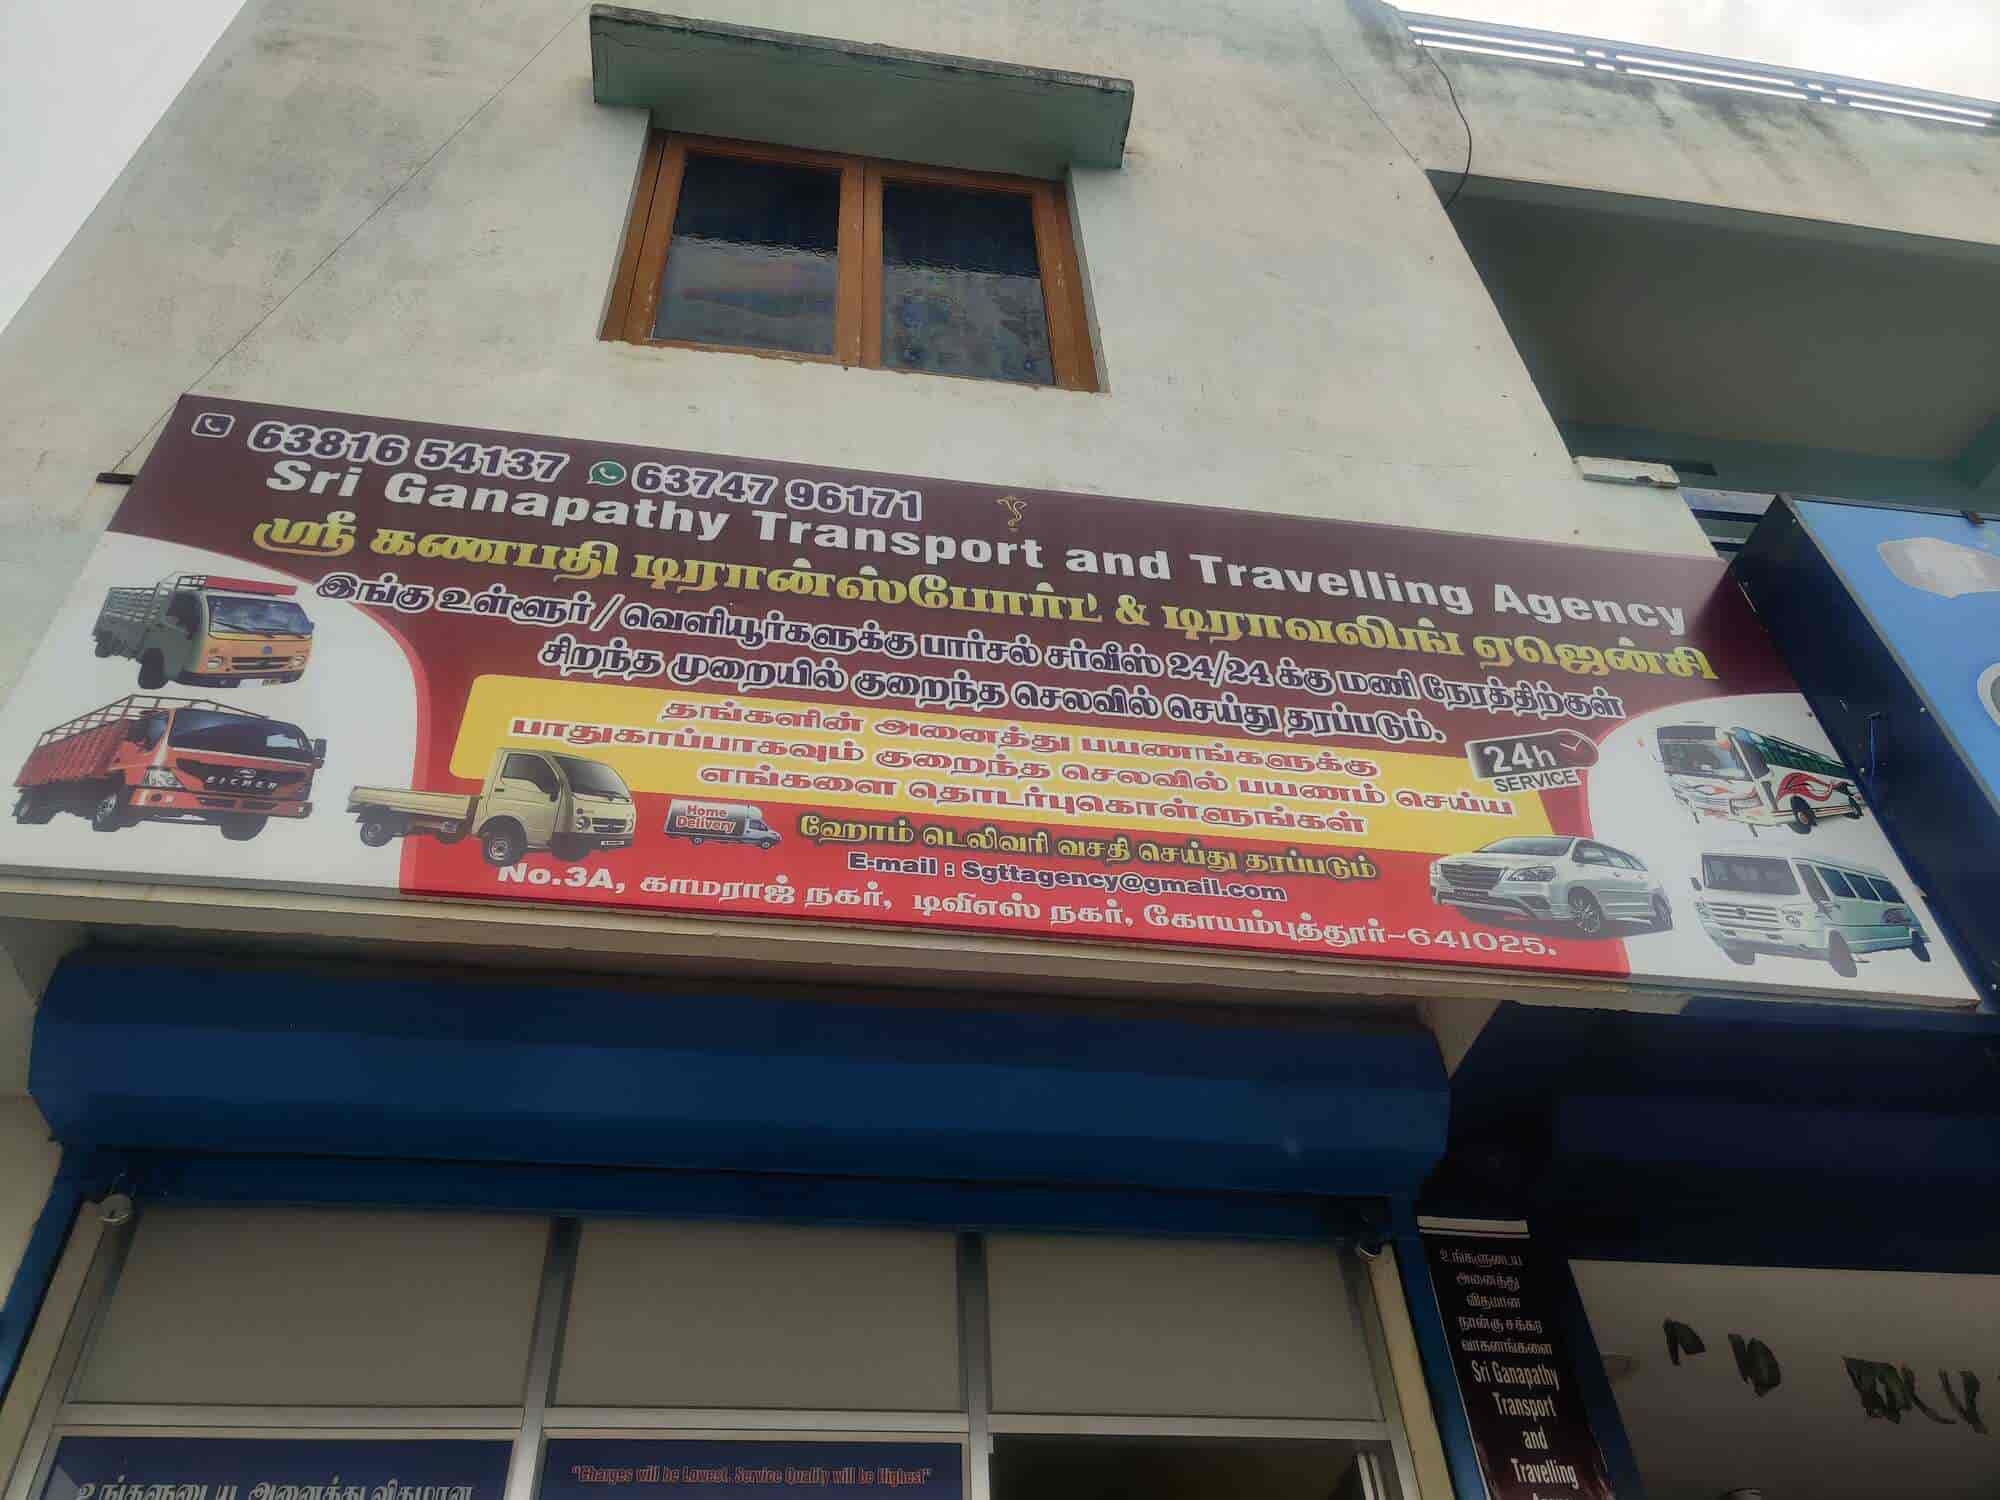 63816 54137 63747 96171
Sri Ganapathy Transport and Travelling Agency
ஸ்ரீ கணபதி டிரான்ஸ்போர்ட் & டிராவலிங் ஏஜென்சி
இங்கு உள்ளூர் / வெளியூர்களுக்கு பார்சல் சர்வீஸ் 24/24 க்கு மணி நேரத்திற்குள்
சிறந்த முறையில் குறைந்த செலவில் செய்து தரப்படும்.
தங்களின் அனைத்து பயணங்களுக்கு
பாதுகாப்பாகவும் குறைந்த செலவில் பயணம் செய்ய
எங்களை தொடர்புகொள்ளுங்கள்
24h
SERVICE
EICHER
Home
Delivery
ஹோம் டெலிவரி வசதி செய்து தரப்படும்
E-mail : Sgttagency@gmail.com
No.3A, காமராஜ் நகர், டிவிஎஸ் நகர், கோயம்புத்தூர்-641025.
உங்களுடைய
அனைத்து
விதமான
நான்கு சக்கர
வாகனங்களை
Sri Ganapathy
Transport
and
Travelling
உங்களுடைய அனைத்து விதமான
"Charges will be Lowest, Service Quality will be Highest"